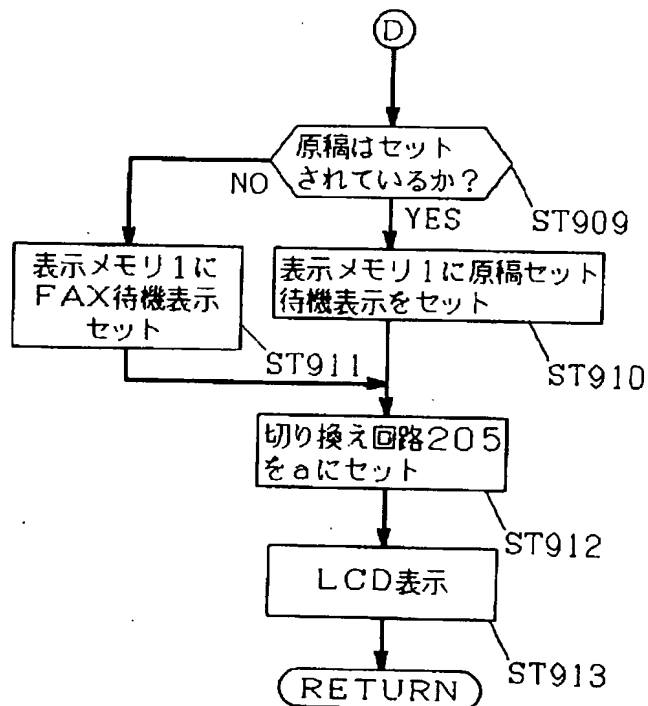 D
原稿はセット
されているか?
NO
YES
ST909
表示メモリ1に
FAX待機表示
セット
ST911
表示メモリ1に原稿セット
待機表示をセット
ST910
切り換え回路205
をaにセット
ST912
LCD表示
ST913
RETURN